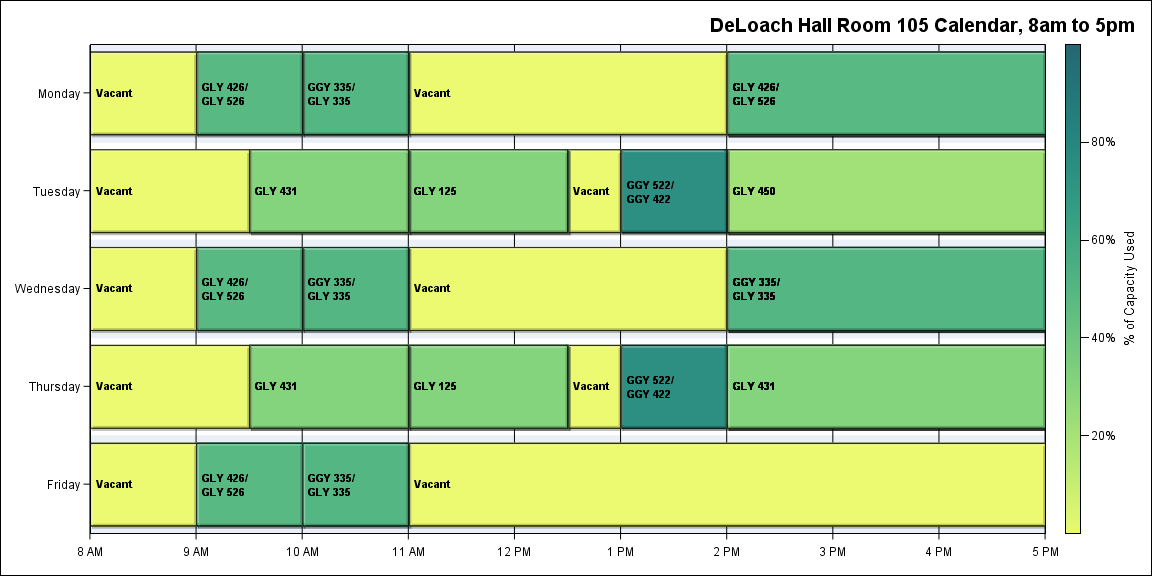 DeLoach Hall Room 105 Calendar, 8am to 5pm
Monday
Vacant
GLY 426/
GLY 526
GGY 335/
GLY 335
Vacant
GLY 426/
GLY 526
Tuesday
Vacant
GLY 431
GLY 125
Vacant
GGY 522/
GGY 422
GLY 450
Wednesday
Vacant
GLY 426/
GLY 526
GGY 335/
GLY 335
Vacant
GGY 335/
GLY 335
Thursday
Vacant
GLY 431
GLY 125
Vacant
GGY 522/
GGY 422
GLY 431
Friday
Vacant
GLY 426/
GLY 526
GGY 335/
GLY 335
Vacant
8 AM
9 AM
10 AM
11 AM
12 PM
1 PM
2 PM
3 PM
4 PM
5 PM
80%
60%
40%
20%
% of Capacity Used